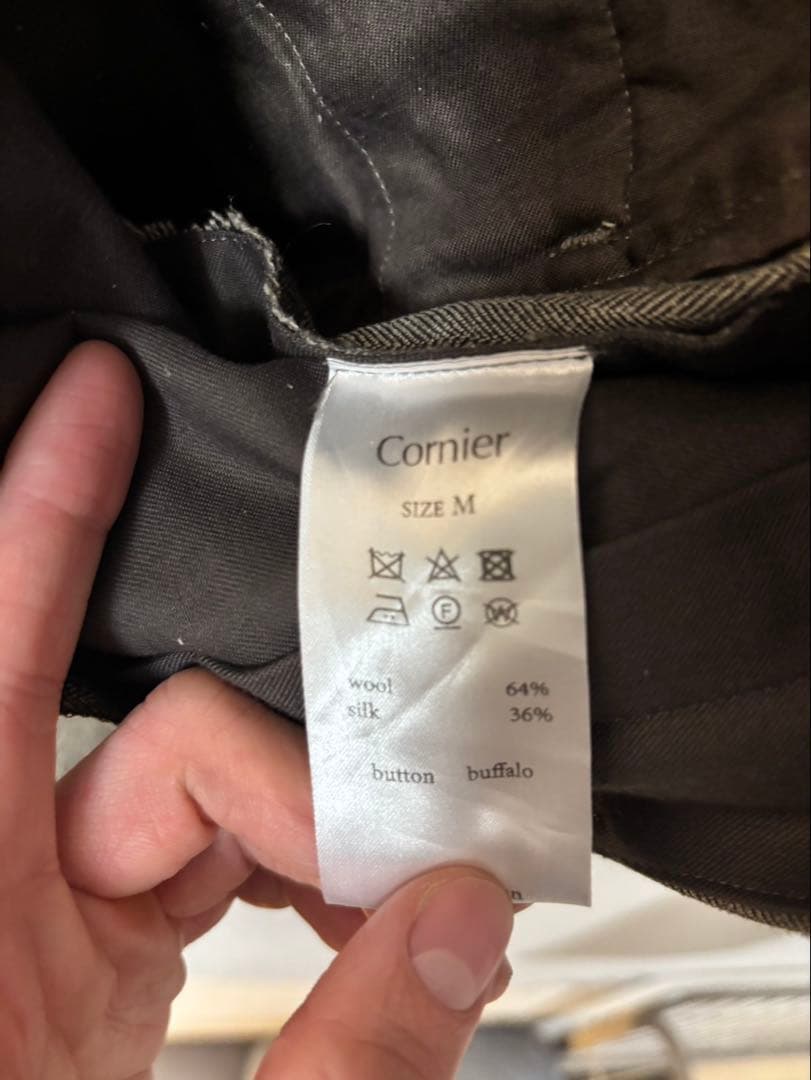 Cornier
SIZE M
F W
wool 64%
silk 36%
button buffalo